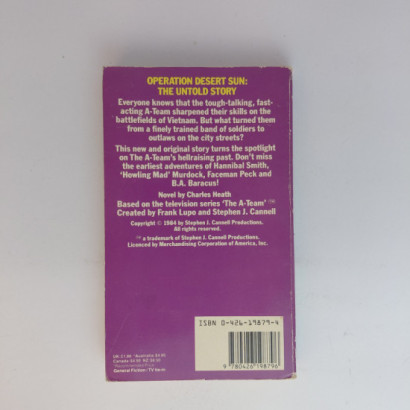 OPERATION DESERT SUN:
THE UNTOLD STORY
Everyone knows that the tough-talking, fast-
acting A-Team sharpened their skills on the
battlefields of Vietnam. But what turned them
from a finely trained band of soldiers to
outlaws on the city streets?
This new and original story turns the spotlight
on The A-Team's hellraising past. Don't miss
the earliest adventures of Hannibal Smith,
'Howling Mad' Murdock, Faceman Peck and
B.A. Baracus!
Novel by Charles Heath
Based on the television series 'The A-Team' ™
Created by Frank Lupo and Stephen J. Cannell
Copyright © 1984 by Stephen J. Cannell Productions.
All rights reserved.
™ a trademark of Stephen J. Cannell Productions.
Licenced by Merchandising Corporation of America, Inc.
ISBN 0-426-19879-4
9 780426 198796
General Fiction/TV tie-in